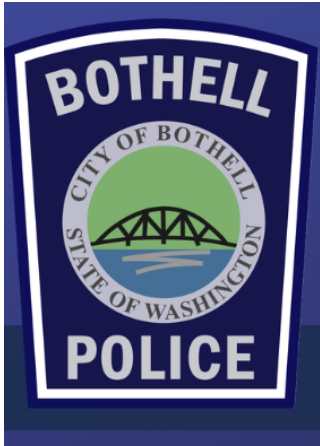 BOTHELL
CITY OF BOTHELL
STATE OF WASHINGTON
POLICE